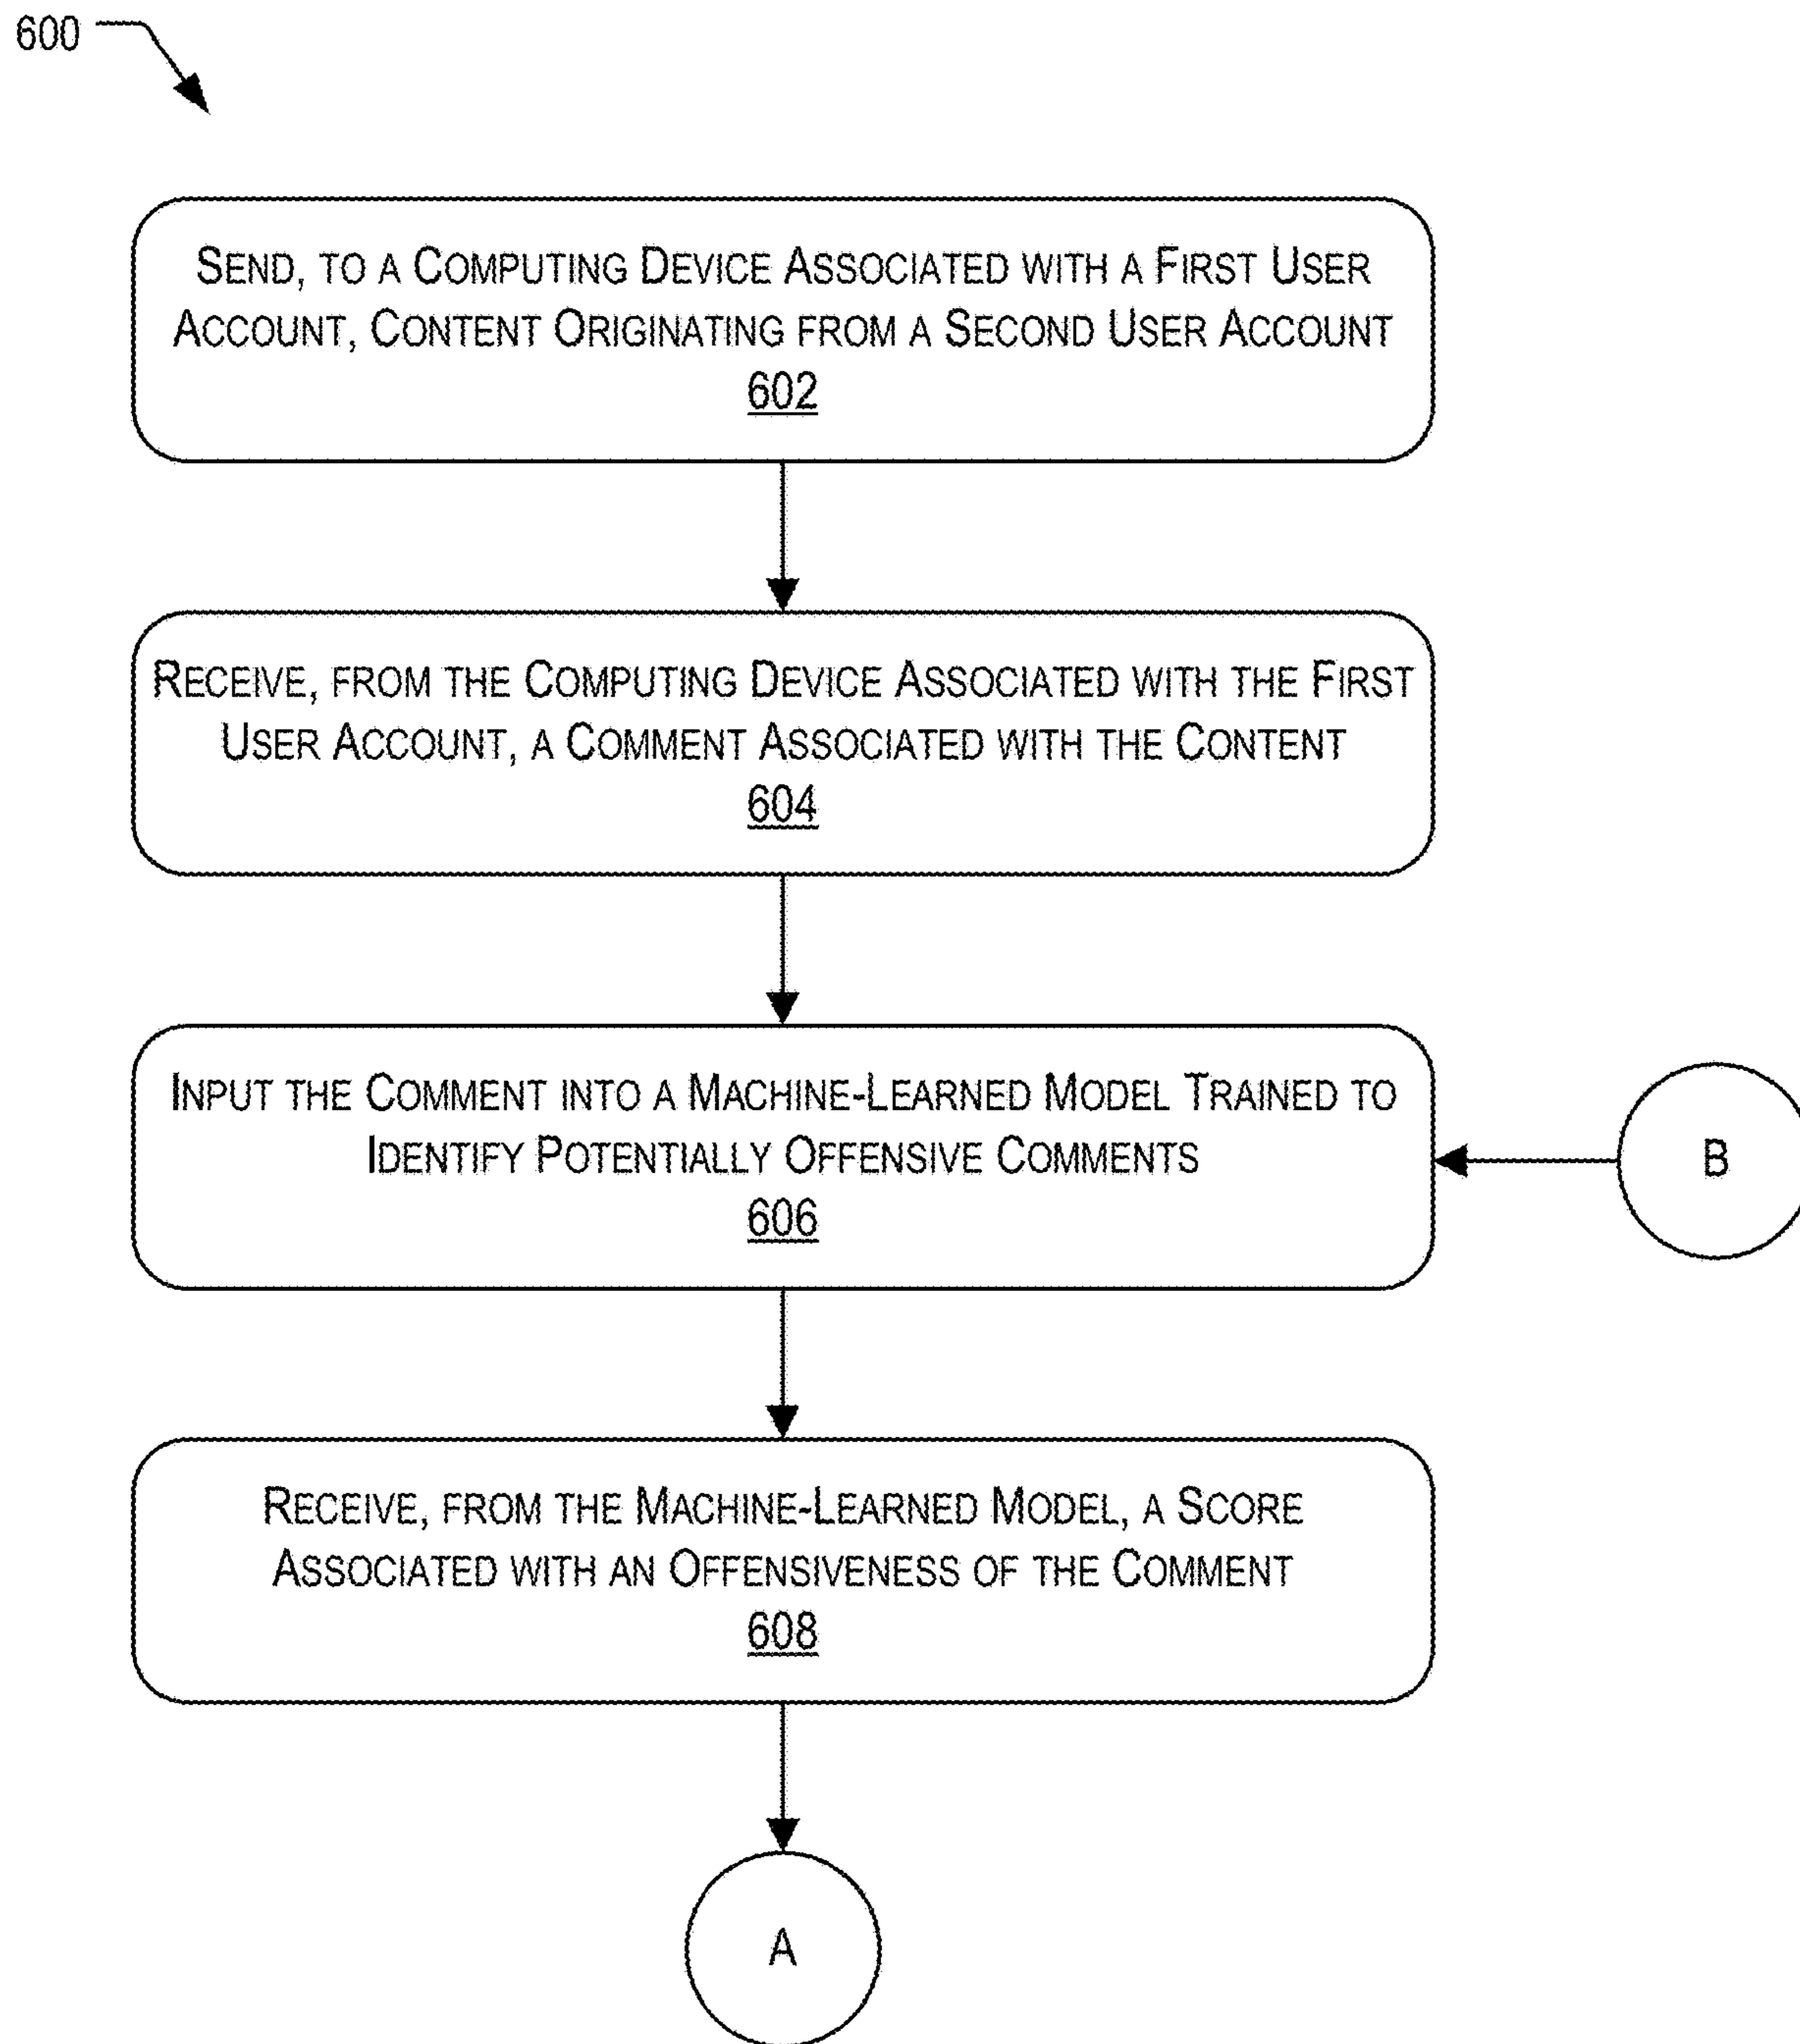 600
SEND, TO A COMPUTING DEVICE ASSOCIATED WITH A FIRST USER
ACCOUNT, CONTENT ORIGINATING FROM A SECOND USER ACCOUNT
602
RECEIVE, FROM THE COMPUTING DEVICE ASSOCIATED WITH THE FIRST
USER ACCOUNT, A COMMENT ASSOCIATED WITH THE CONTENT
604
INPUT THE COMMENT INTO A MACHINE-LEARNED MODEL TRAINED TO
IDENTIFY POTENTIALLY OFFENSIVE COMMENTS
606
B
RECEIVE, FROM THE MACHINE-LEARNED MODEL, A SCORE
ASSOCIATED WITH AN OFFENSIVENESS OF THE COMMENT
608
A